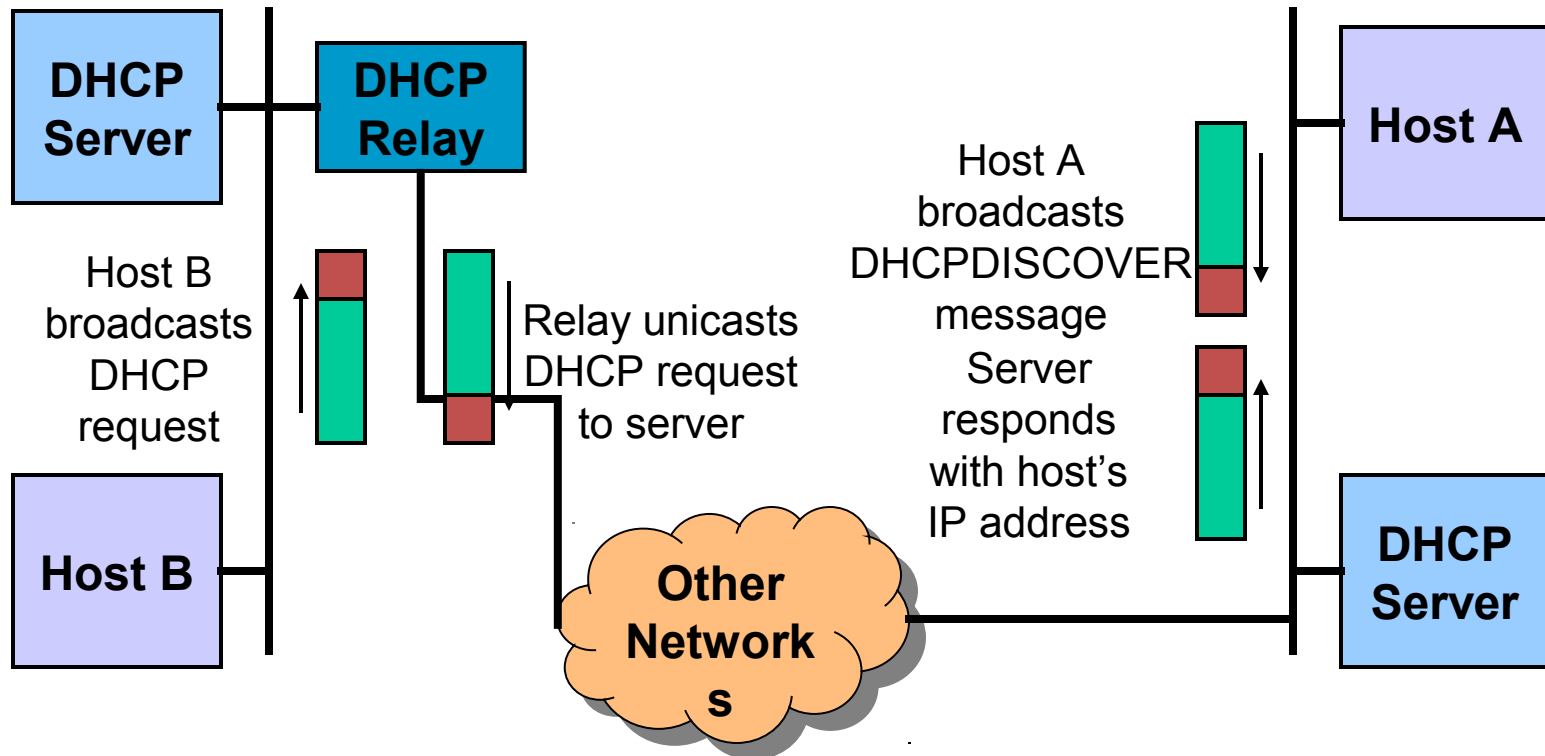 DHCP
Server
DHCP
Relay
Host A
Host A
broadcasts
DHCPDISCOVER
message
Host B
broadcasts
DHCP
request
Relay unicasts
DHCP request
to server
Server
responds
with host's
IP address
Host B
Other
Network
s
DHCP
Server